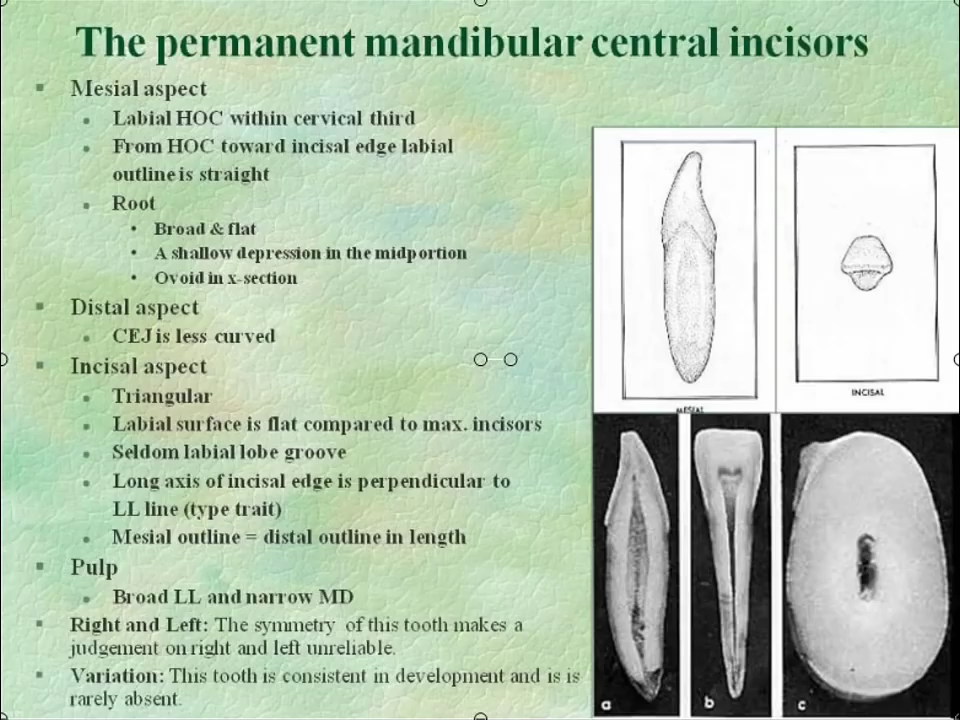 The permanent mandibular central incisors
Mesial aspect
Labial HOC within cervical third
From HOC toward incisal edge labial
outline is straight
Root
Broad & flat
A shallow depression in the midportion
Ovoid in x-section
Distal aspect
CEJ is less curved
Incisal aspect
Triangular
Labial surface is flat compared to max. incisors
Seldom labial lobe groove
Long axis of incisal edge is perpendicular to
LL line (type trait)
Mesial outline = distal outline in length
Pulp
Broad LL and narrow MD
Right and Left: The symmetry of this tooth makes a
judgement on right and left unreliable.
Variation: This tooth is consistent in development and is is
rarely absent.
MESIAL
INCISAL
a
b
c